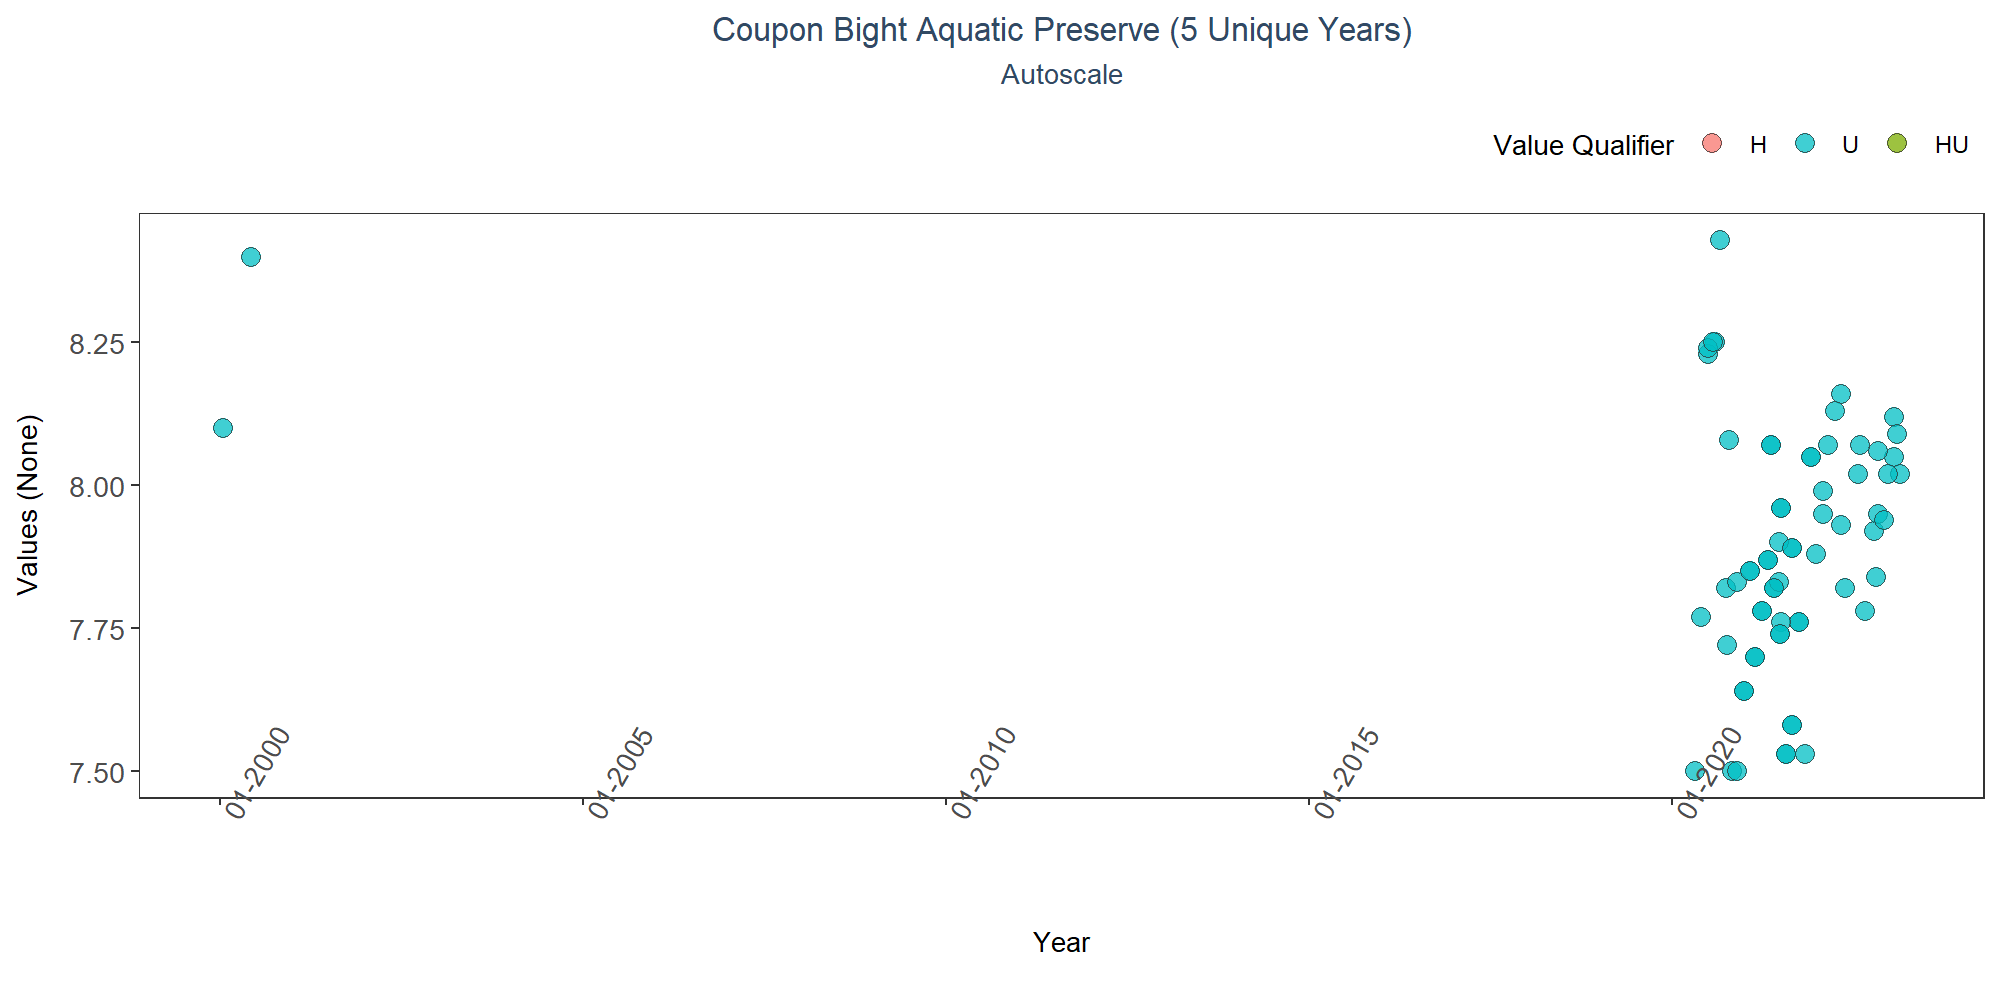 Coupon Bight Aquatic Preserve (5 Unique Years)
Autoscale
Value Qualifier H U HU
Values (None)
8.25
8.00
7.75
7.50
01-2000 01-2005 01-2010 01-2015 01-2020
Year